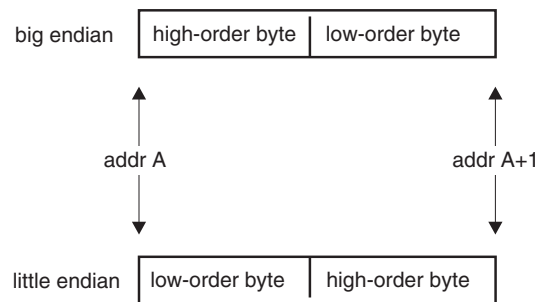 big endian high-order byte low-order byte
addr A addr A+1
little endian low-order byte high-order byte